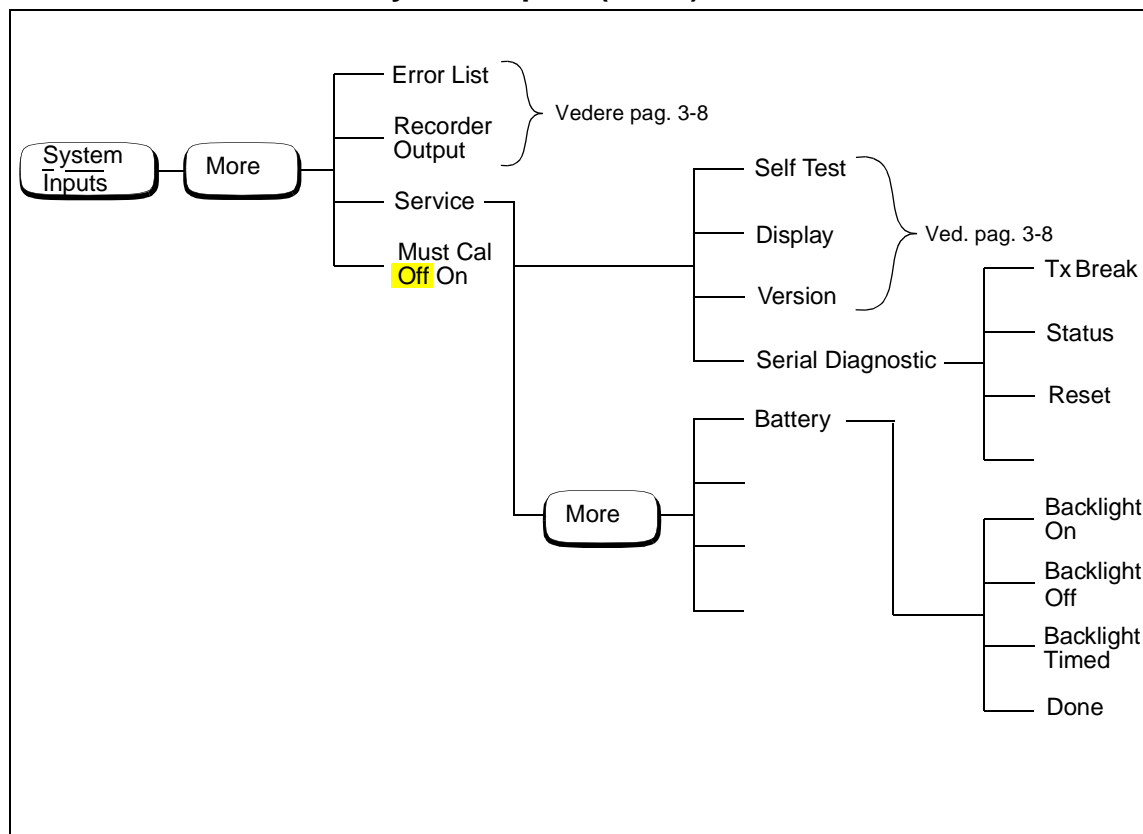 System
Inputs
More
Error List
Recorder
Output
Vedere pag. 3-8
Service
Must Cal
Off On
Self Test
Display
Version
Ved. pag. 3-8
Serial Diagnostic
Tx Break
Status
Reset
More
Battery
Backlight
On
Backlight
Off
Backlight
Timed
Done